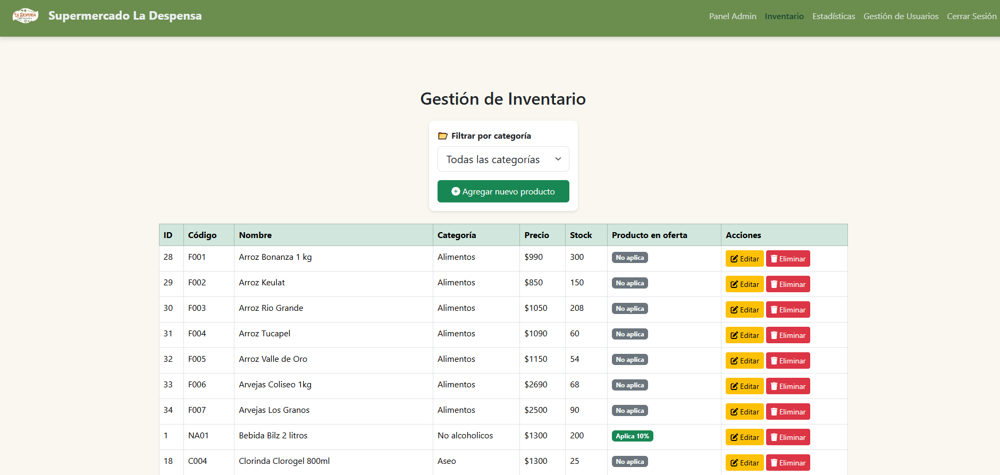 LA DESPENSA
Supermercado La Despensa
Panel Admin Inventario Estadísticas Gestión de Usuarios Cerrar Sesión
Gestión de Inventario
Filtrar por categoría
Todas las categorías
Agregar nuevo producto
ID Código Nombre Categoría Precio Stock Producto en oferta Acciones
28 F001 Arroz Bonanza 1 kg Alimentos $990 300 No aplica Editar Eliminar
29 F002 Arroz Keulat Alimentos $850 150 No aplica Editar Eliminar
30 F003 Arroz Rio Grande Alimentos $1050 208 No aplica Editar Eliminar
31 F004 Arroz Tucapel Alimentos $1090 60 No aplica Editar Eliminar
32 F005 Arroz Valle de Oro Alimentos $1150 54 No aplica Editar Eliminar
33 F006 Arvejas Coliseo 1kg Alimentos $2690 68 No aplica Editar Eliminar
34 F007 Arvejas Los Granos Alimentos $2500 90 No aplica Editar Eliminar
1 NA01 Bebida Bilz 2 litros No alcoholicos $1300 200 Aplica 10% Editar Eliminar
18 C004 Clorinda Clorogel 800ml Aseo $1300 25 No aplica Editar Eliminar